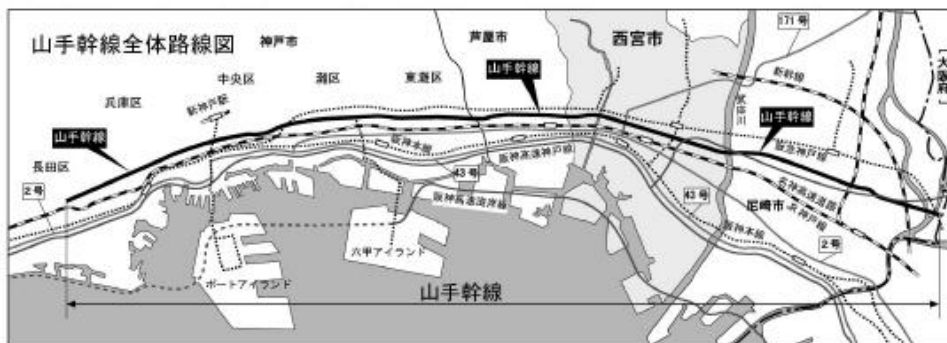 山手幹線全体路線図
神戸市
芦屋市
西宮市
171号
[大阪府]
新幹線
中央区
灘区
東灘区
山手幹線
兵庫区
新神戸駅
武庫川
山手幹線
山手幹線
阪急神戸線
長田区
阪神本線
阪神高速神戸線
2号
43号
阪神高速湾岸線
43号
尼崎市
名神高速道路
JR神戸線
阪神本線
2号
六甲アイランド
ポートアイランド
山手幹線